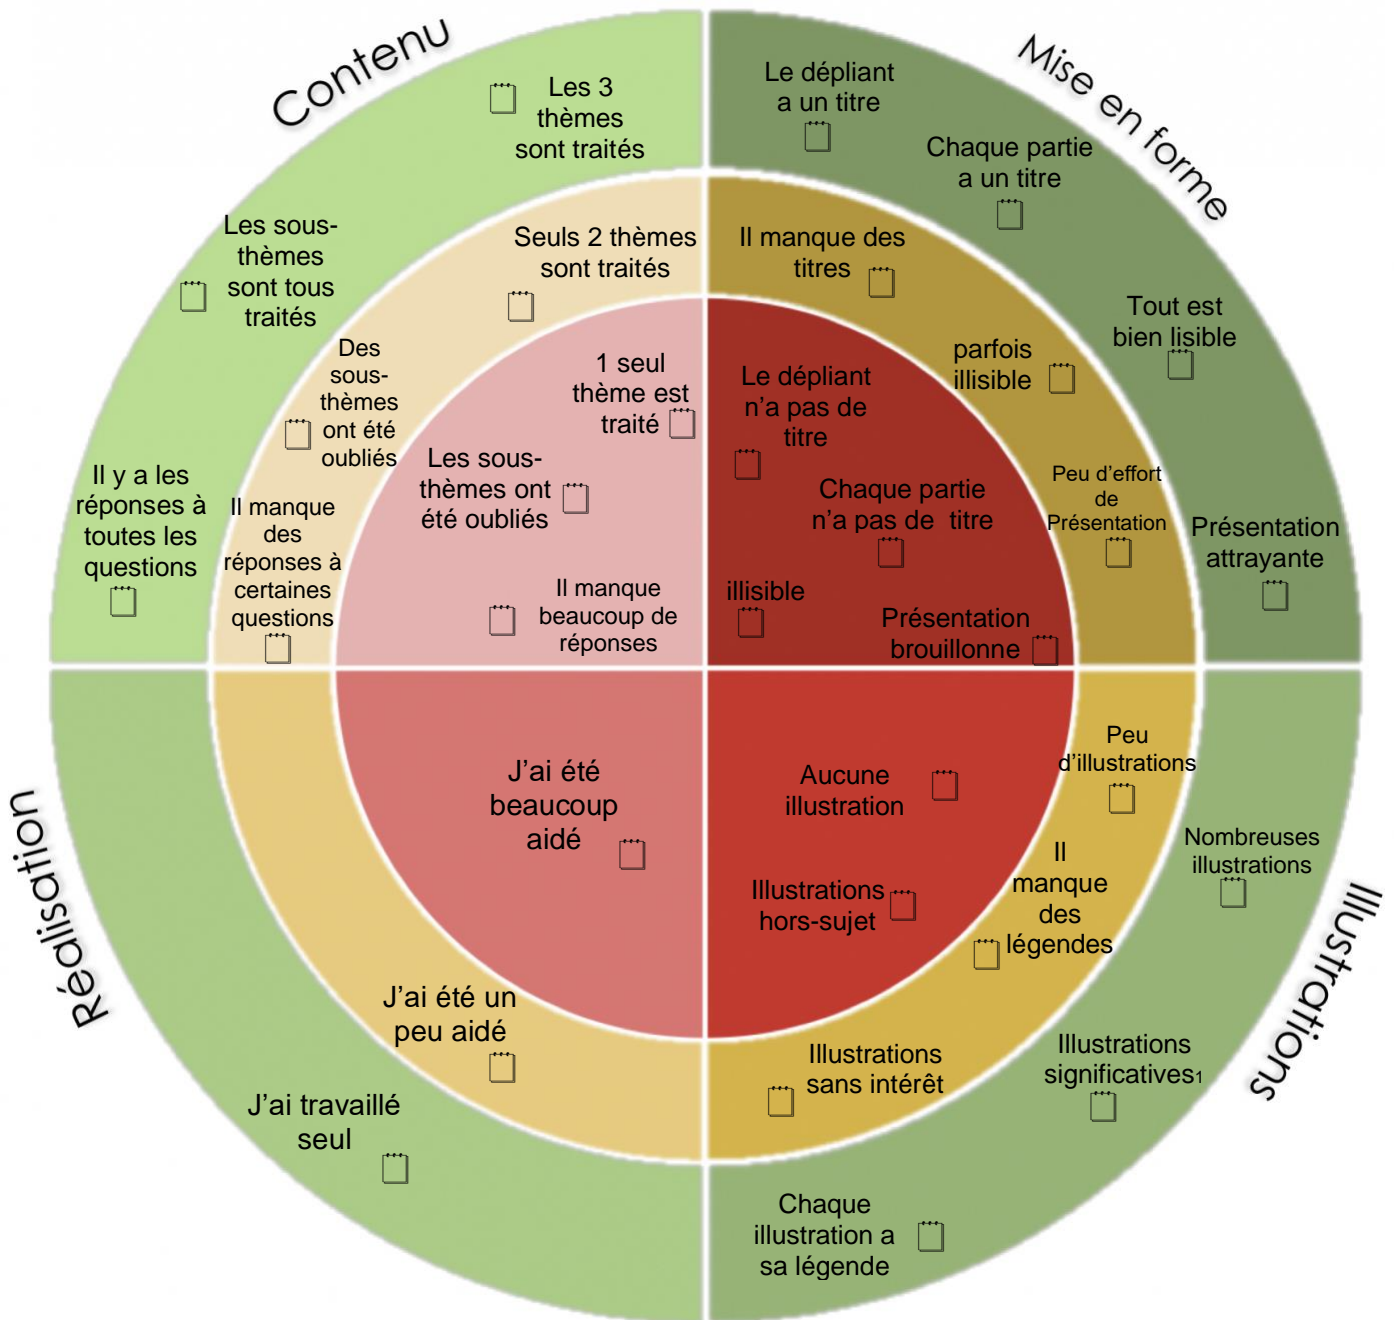 Contenu
Les 3
thèmes
sont traités
Les sous-
thèmes
sont tous
traités
Il y a les
réponses à
toutes les
questions
Seuls 2 thèmes
sont traités
Des
sous-
thèmes
ont été
oubliés
Il manque
des
réponses à
certaines
questions
1 seul
thème est
traité
Les sous-
thèmes ont
été oubliés
Il manque
beaucoup de
réponses
Mise en forme
Le dépliant
a un titre
Chaque partie
a un titre
Tout est
bien lisible
Présentation
attrayante
Il manque des
titres
parfois
illisible
Peu d'effort
de
Présentation
Le dépliant
n'a pas de
titre
Chaque partie
n'a pas de titre
illisible
Présentation
brouillonne
Réalisation
J'ai été
beaucoup
aidé
J'ai été un
peu aidé
J'ai travaillé
seul
Illustrations
Aucune
illustration
Illustrations
hors-sujet
Peu
d'illustrations
Il
manque
des
légendes
Illustrations
sans intérêt
Nombreuses
illustrations
Illustrations
significatives1
Chaque
illustration a
sa légende